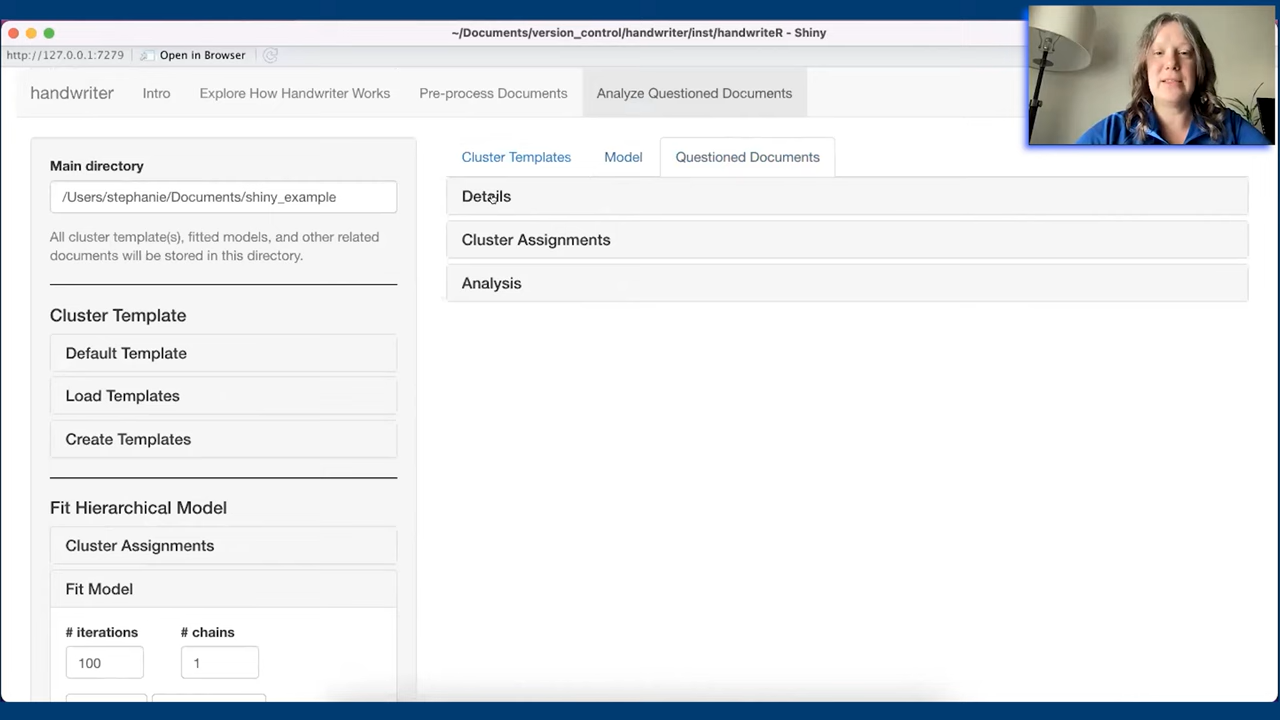 ~/Documents/version_control/handwriter/inst/handwriteR - Shiny
http://127.0.0.1:7279 Open in Browser
handwriter Intro Explore How Handwriter Works Pre-process Documents Analyze Questioned Documents
Main directory
/Users/stephanie/Documents/shiny_example
All cluster template(s), fitted models, and other related
documents will be stored in this directory.
Cluster Template
Default Template
Load Templates
Create Templates
Fit Hierarchical Model
Cluster Assignments
Fit Model
# iterations # chains
100 1
Cluster Templates Model Questioned Documents
Details
Cluster Assignments
Analysis